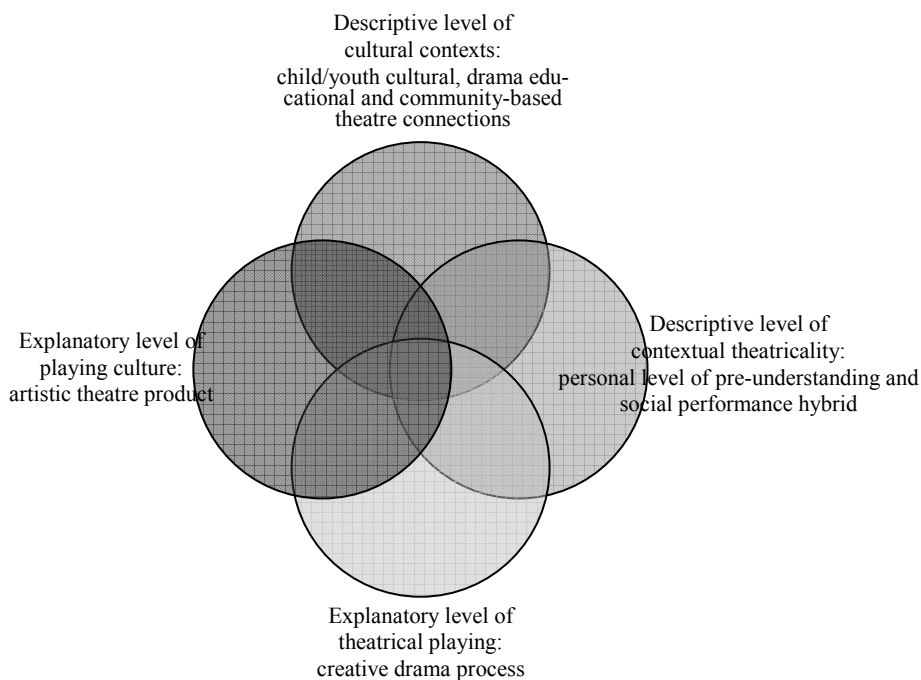 Descriptive level of
cultural contexts:
child/youth cultural, drama edu-
cational and community-based
theatre connections
Explanatory level of
playing culture:
artistic theatre product
Descriptive level of
contextual theatricality:
personal level of pre-understanding and
social performance hybrid
Explanatory level of
theatrical playing:
creative drama process